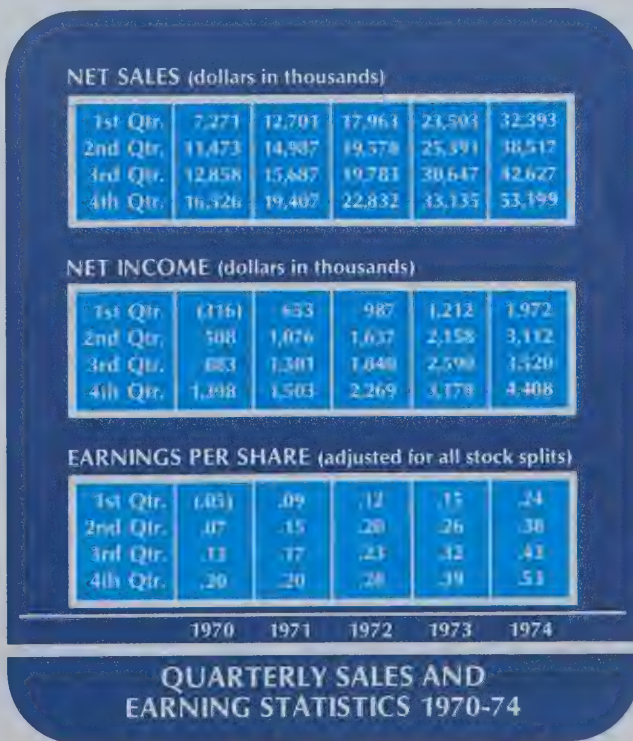 NET SALES (dollars in thousands)
1st Qtr. 7,271 12,701 17,963 23,503 32,393
2nd Qtr. 11,473 14,987 19,578 25,393 38,517
3rd Qtr. 12,858 15,687 19,783 30,647 42,627
4th Qtr. 16,526 19,407 22,832 33,135 53,199
NET INCOME (dollars in thousands)
1st Qtr. (316) 653 987 1,212 1,972
2nd Qtr. 508 1,076 1,637 2,158 3,112
3rd Qtr. 883 1,840 2,590 3,520
4th Qtr. 1,398 1,503 2,269 4,408
EARNINGS PER SHARE (adjusted for all stock splits)
1st Qtr. (.05) .09 .12 .15 .24
2nd Qtr. .07 .15 .20 .26 .38
3rd Qtr. .13 .17 .23 .32 .43
4th Qtr. .20 .20 .28 .39 .53
1970 1971 1972 1973 1974
QUARTERLY SALES AND
EARNING STATISTICS 1970-74